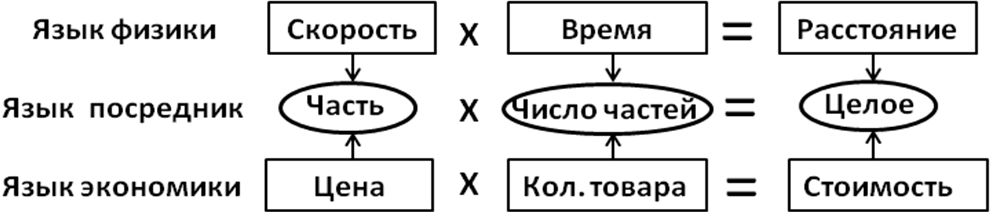 Язык физики Скорость X Время = Расстояние
Язык посредник Часть X Число частей = Целое
Язык экономики Цена X Кол. товара = Стоимость